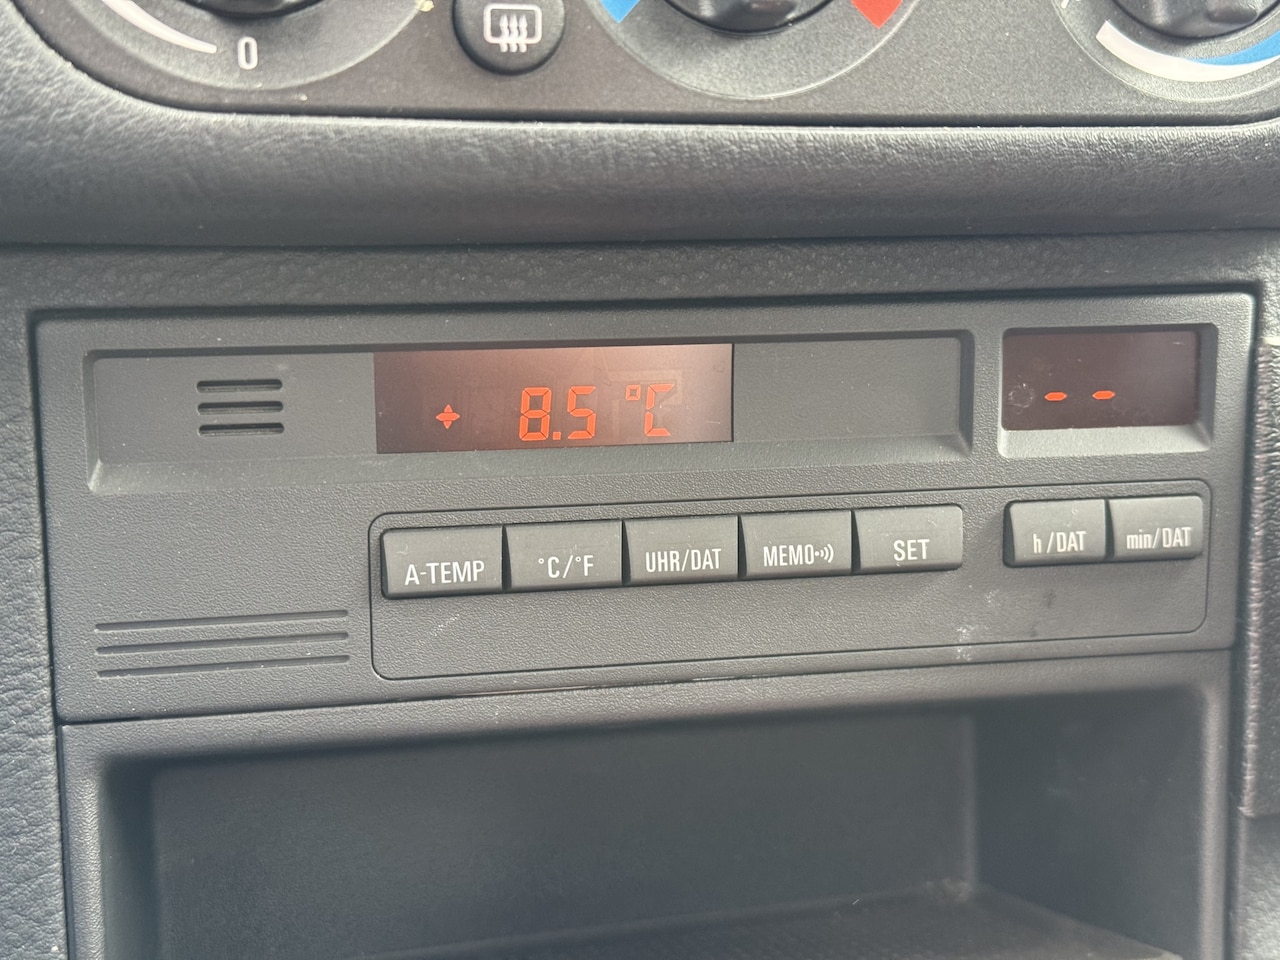 0
+ 8.5 °C
- -
A-TEMP
°C/°F
UHR/DAT
MEMO
SET
h/DAT
min/DAT